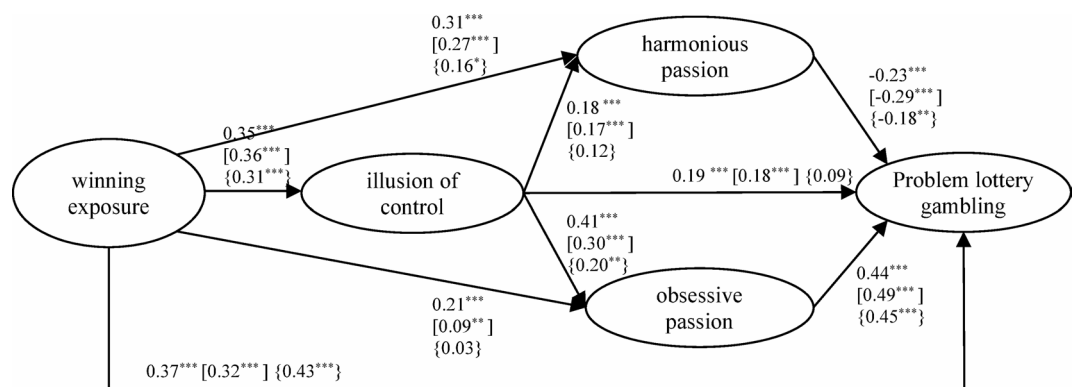 0.31***
[0.27***]
{0.16*}
harmonious
passion
-0.23***
[-0.29***]
{-0.18**}
0.18***
[0.17***]
{0.12}
0.35***
[0.36***]
{0.31***}
winning
exposure
illusion of
control
0.19 *** [0.18***] {0.09}
Problem lottery
gambling
0.41***
[0.30***]
{0.20**}
0.21***
[0.09**]
{0.03}
obsessive
passion
0.44***
[0.49***]
{0.45***}
0.37*** [0.32***] {0.43***}